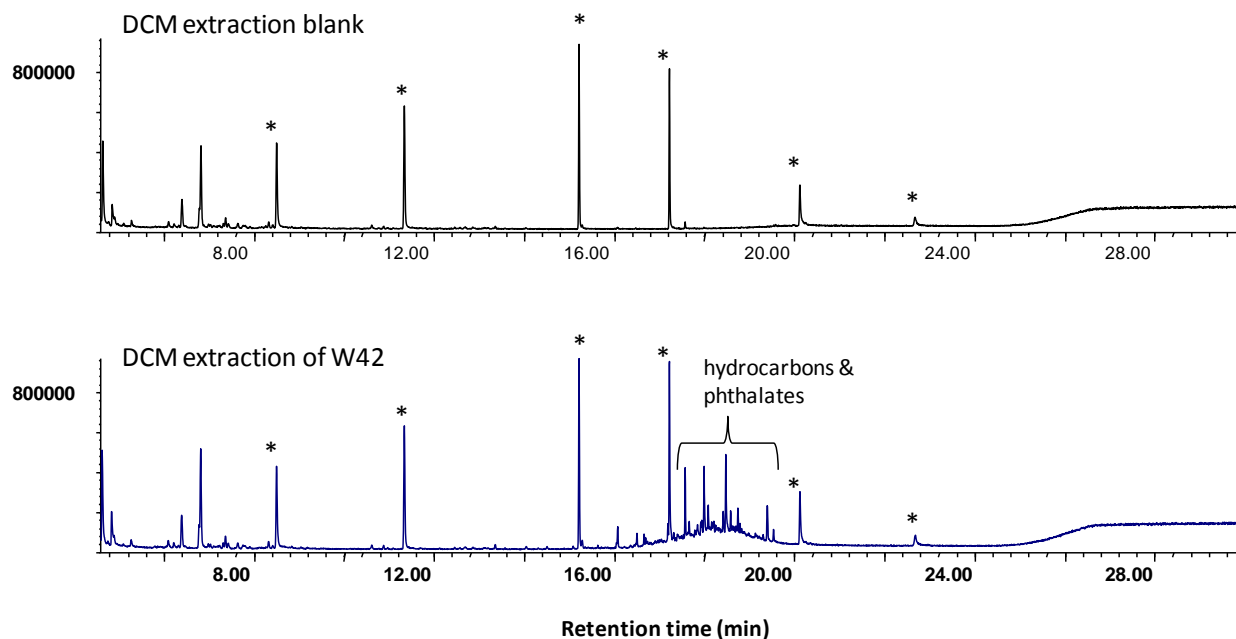 DCM extraction blank
*
*
*
*
*
*
800000
8.00 12.00 16.00 20.00 24.00 28.00
DCM extraction of W42
*
*
*
*
*
*
hydrocarbons &
phthalates
800000
8.00 12.00 16.00 20.00 24.00 28.00
Retention time (min)